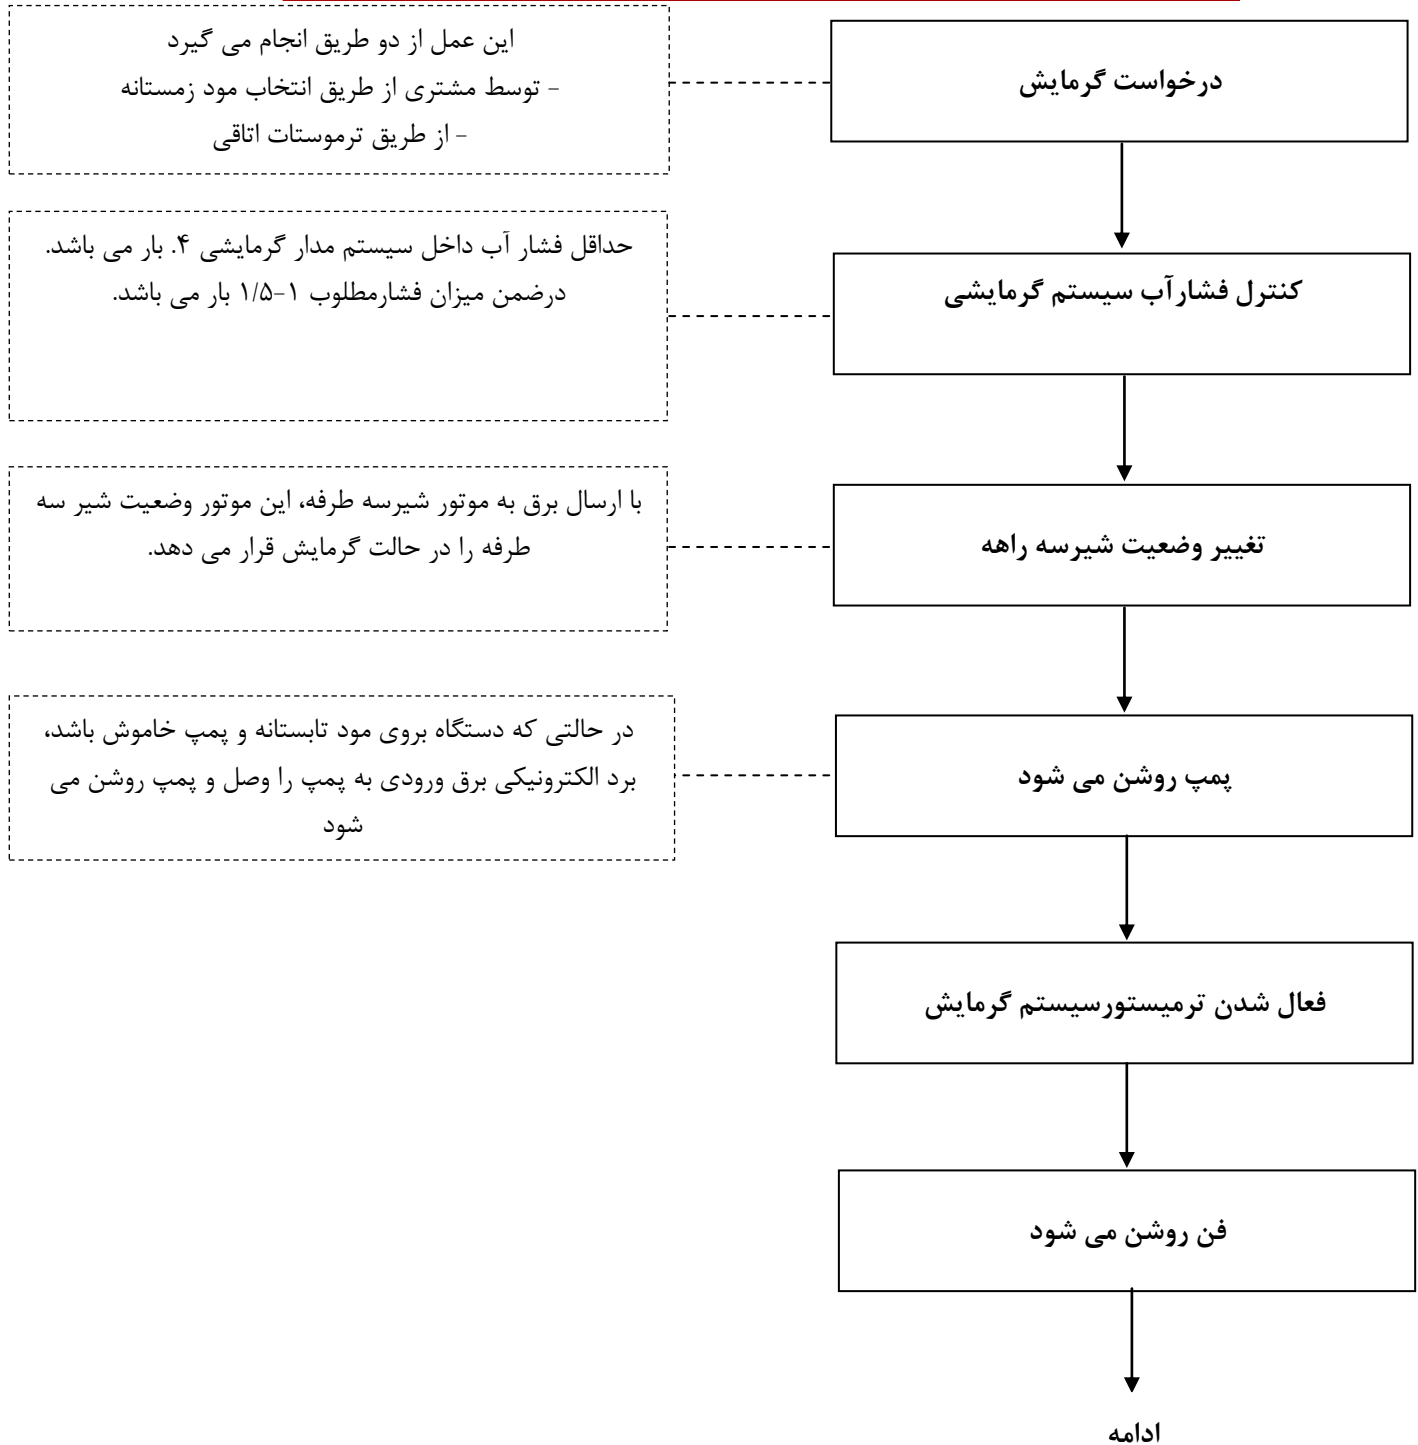 درخواست گرمایش
این عمل از دو طریق انجام می گیرد
- توسط مشتری از طریق انتخاب مود زمستانه
- از طریق ترموستات اتاقی
کنترل فشارآب سیستم گرمایشی
حداقل فشار آب داخل سیستم مدار گرمایشی ۴. بار می باشد.
درضمن میزان فشارمطلوب ۱-۱/۵ بار می باشد.
تغییر وضعیت شیرسه راهه
با ارسال برق به موتور شیرسه طرفه، این موتور وضعیت شیر سه
طرفه را در حالت گرمایش قرار می دهد.
پمپ روشن می شود
در حالتی که دستگاه بروی مود تابستانه و پمپ خاموش باشد،
برد الکترونیکی برق ورودی به پمپ را وصل و پمپ روشن می
شود
فعال شدن ترمیستورسیستم گرمایش
فن روشن می شود
ادامه